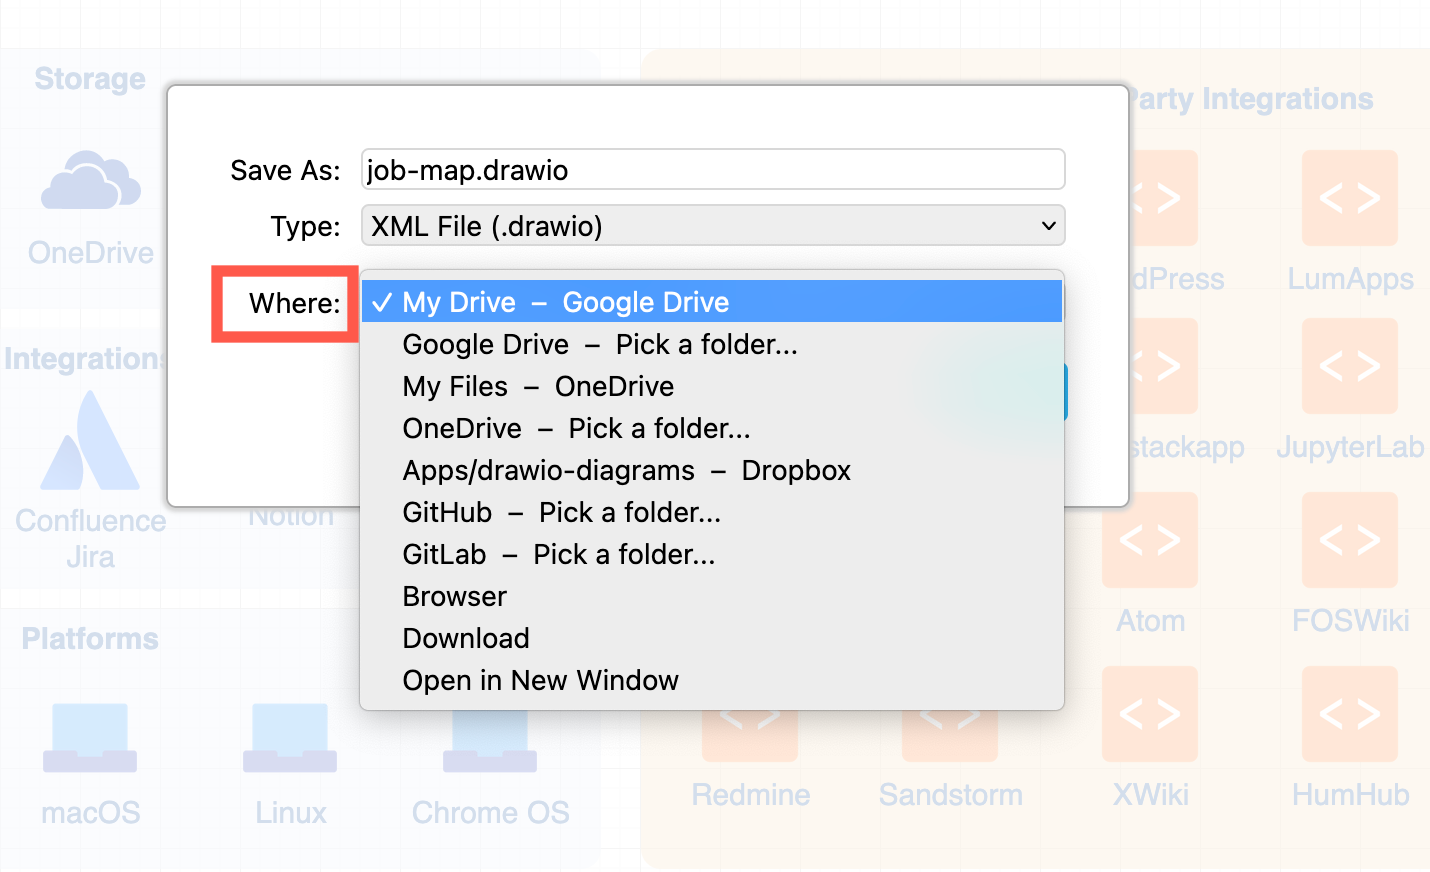 Storage
Party Integrations
Save As: job-map.drawio
Type: XML File (.drawio)
OneDrive
LumApps
Where: ✓ My Drive – Google Drive
Google Drive – Pick a folder...
Integrations
My Files – OneDrive
OneDrive – Pick a folder...
stackapp
JupyterLab
Apps/drawio-diagrams – Dropbox
GitHub – Pick a folder...
Confluence
Jira
Notion
GitLab – Pick a folder...
Browser
Atom
FOSWiki
Download
Platforms
Open in New Window
Redmine
Sandstorm
XWiki
HumHub
macOS
Linux
Chrome OS